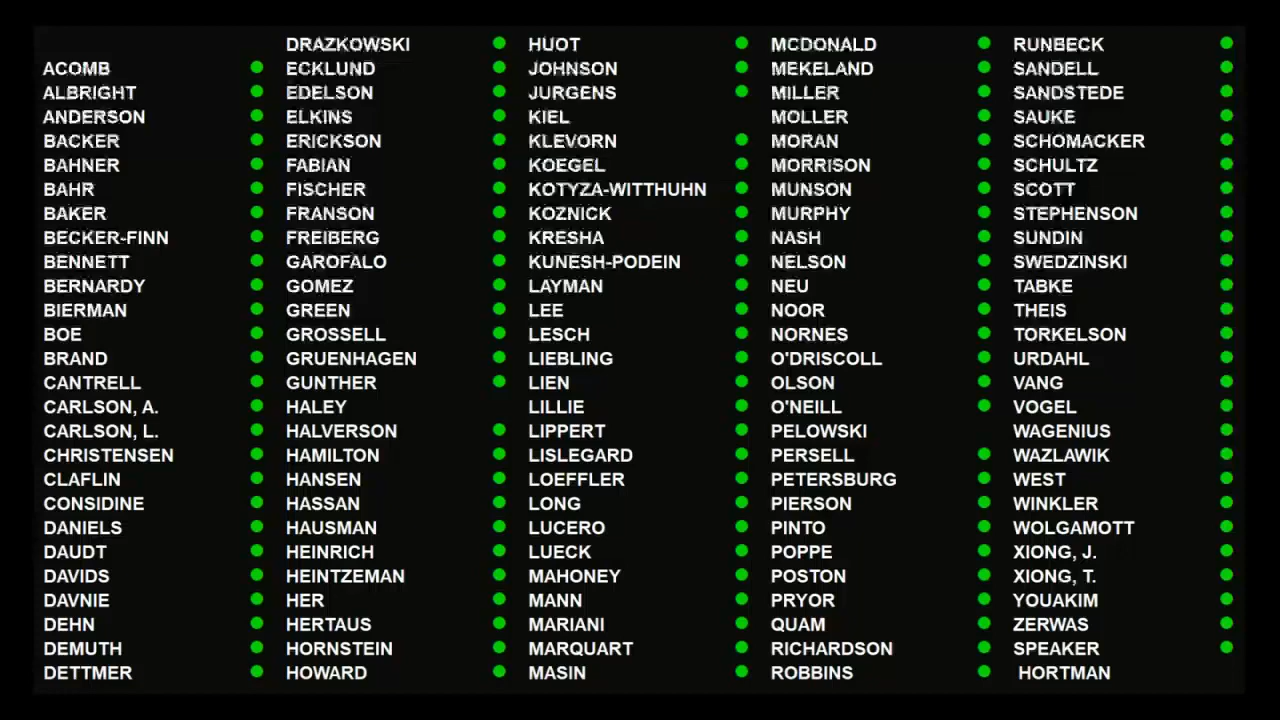 ACOMB
ALBRIGHT
ANDERSON
BACKER
BAHNER
BAHR
BAKER
BECKER-FINN
BENNETT
BERNARDY
BIERMAN
BOE
BRAND
CANTRELL
CARLSON, A.
CARLSON, L.
CHRISTENSEN
CLAFLIN
CONSIDINE
DANIELS
DAUDT
DAVIDS
DAVNIE
DEHN
DEMUTH
DETTMER
DRAZKOWSKI
ECKLUND
EDELSON
ELKINS
ERICKSON
FABIAN
FISCHER
FRANSON
FREIBERG
GAROFALO
GOMEZ
GREEN
GROSSELL
GRUENHAGEN
GUNTHER
HALEY
HALVERSON
HAMILTON
HANSEN
HASSAN
HAUSMAN
HEINRICH
HEINTZEMAN
HER
HERTAUS
HORNSTEIN
HOWARD
HUOT
JOHNSON
JURGENS
KIEL
KLEVORN
KOEGEL
KOTYZA-WITTHUHN
KOZNICK
KRESHA
KUNESH-PODEIN
LAYMAN
LEE
LESCH
LIEBLING
LIEN
LILLIE
LIPPERT
LISLEGARD
LOEFFLER
LONG
LUCERO
LUECK
MAHONEY
MANN
MARIANI
MARQUART
MASIN
MCDONALD
MEKELAND
MILLER
MOLLER
MORAN
MORRISON
MUNSON
MURPHY
NASH
NELSON
NEU
NOOR
NORNES
O'DRISCOLL
OLSON
O'NEILL
PELOWSKI
PERSELL
PETERSBURG
PIERSON
PINTO
POPPE
POSTON
PRYOR
QUAM
RICHARDSON
ROBBINS
RUNBECK
SANDELL
SANDSTEDE
SAUKE
SCHOMACKER
SCHULTZ
SCOTT
STEPHENSON
SUNDIN
SWEDZINSKI
TABKE
THEIS
TORKELSON
URDAHL
VANG
VOGEL
WAGENIUS
WAZLAWIK
WEST
WINKLER
WOLGAMOTT
XIONG, J.
XIONG, T.
YOUAKIM
ZERWAS
SPEAKER
HORTMAN